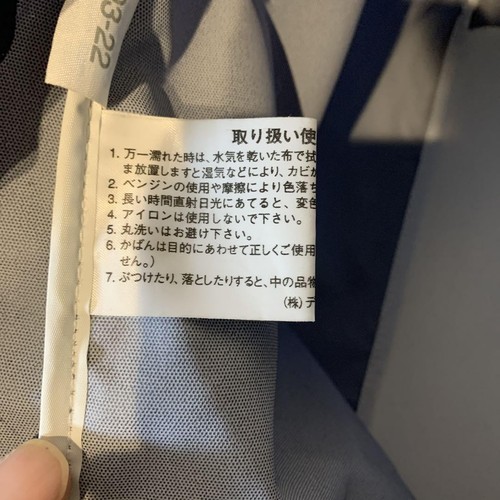 03-22
取り扱い使
1. 万一濡れた時は、水気を乾いた布で拭
ま放置しますと湿気などにより、カビが
2. ベンジンの使用や摩擦により色落ち
3. 長い時間直射日光にあてると、変色
4. アイロンは使用しないで下さい。
5. 丸洗いはお避け下さい。
6. かばんは目的にあわせて正しくご使用
せん。)
7. ぶつけたり、落としたりすると、中の品物
(株)デ